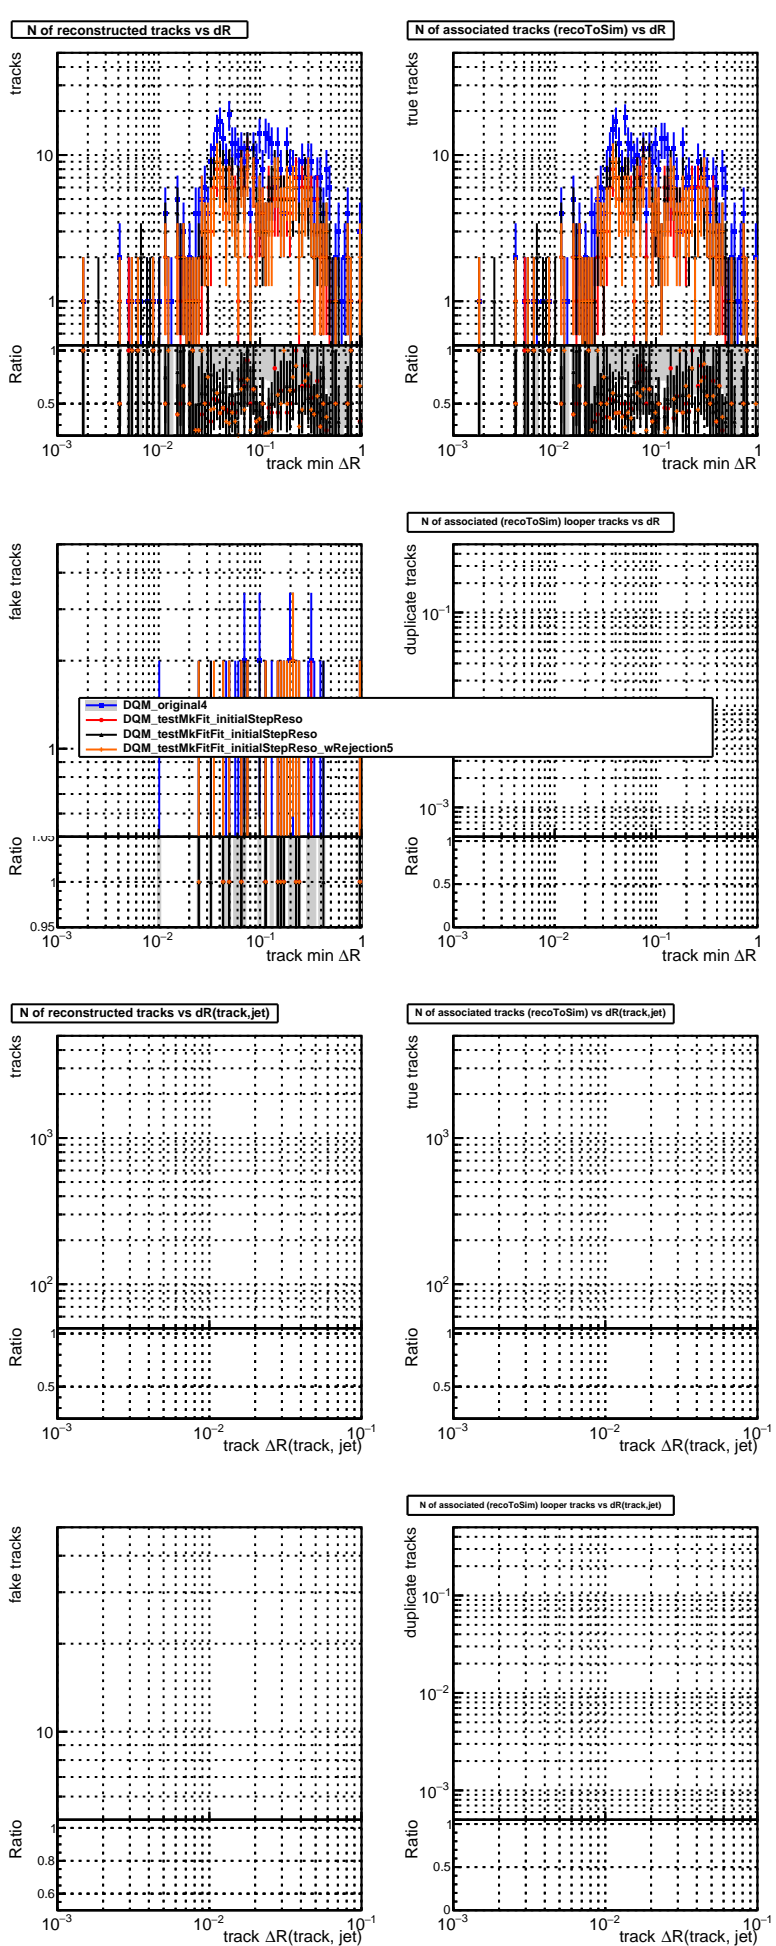 N of reconstructed tracks vs dR
tracks
10
1
Ratio
1
0.5
10⁻³ 10⁻² 10⁻¹ 1
track min ΔR
N of associated tracks (recoToSim) vs dR
true tracks
10
1
Ratio
1
0.5
10⁻³ 10⁻² 10⁻¹ 1
track min ΔR
fake tracks
1
Ratio
1.05
1
0.95
10⁻³ 10⁻² 10⁻¹ 1
track min ΔR
N of associated (recoToSim) looper tracks vs dR
duplicate tracks
10⁻¹
10⁻³
Ratio
1
0.5
0
10⁻³ 10⁻² 10⁻¹ 1
track min ΔR
DQM_original4
DQM_testMkFit_initialStepReso
DQM_testMkFitFit_initialStepReso
DQM_testMkFitFit_initialStepReso_wRejection5
N of reconstructed tracks vs dR(track,jet)
tracks
10³
10²
Ratio
1
0.5
10⁻³ 10⁻² 10⁻¹
track ΔR(track, jet)
N of associated tracks (recoToSim) vs dR(track,jet)
true tracks
10³
10²
Ratio
1
0.5
10⁻³ 10⁻² 10⁻¹
track ΔR(track, jet)
fake tracks
10
Ratio
1
0.8
0.6
10⁻³ 10⁻² 10⁻¹
track ΔR(track, jet)
N of associated (recoToSim) looper tracks vs dR(track,jet)
duplicate tracks
10⁻¹
10⁻²
10⁻³
Ratio
1
0.5
0
10⁻³ 10⁻² 10⁻¹
track ΔR(track, jet)